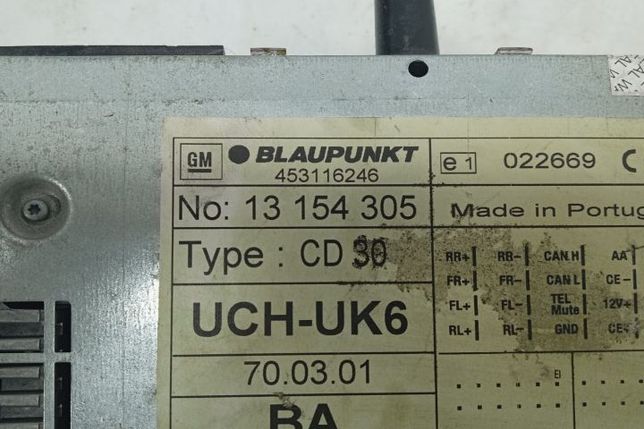 GM BLAUPUNKT
453116246
e1 022669 C
No: 13 154 305
Made in Portug
Type : CD 30
RR+ RR- CAN.H AA
FR+ FR- CAN.L CE-
FL+ FL- TEL Mute 12V+
RL+ RL- GND CE+
UCH-UK6
EI
70.03.01
BA